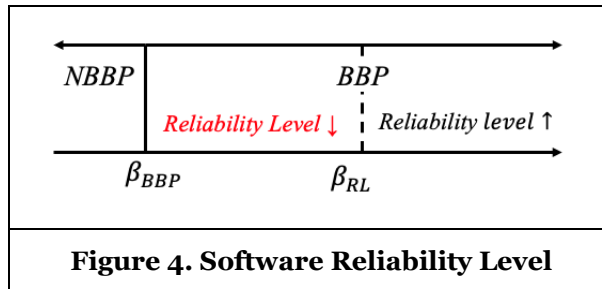 NBBP BBP
Reliability Level ↓ Reliability level ↑
β_BBP β_RL
Figure 4. Software Reliability Level